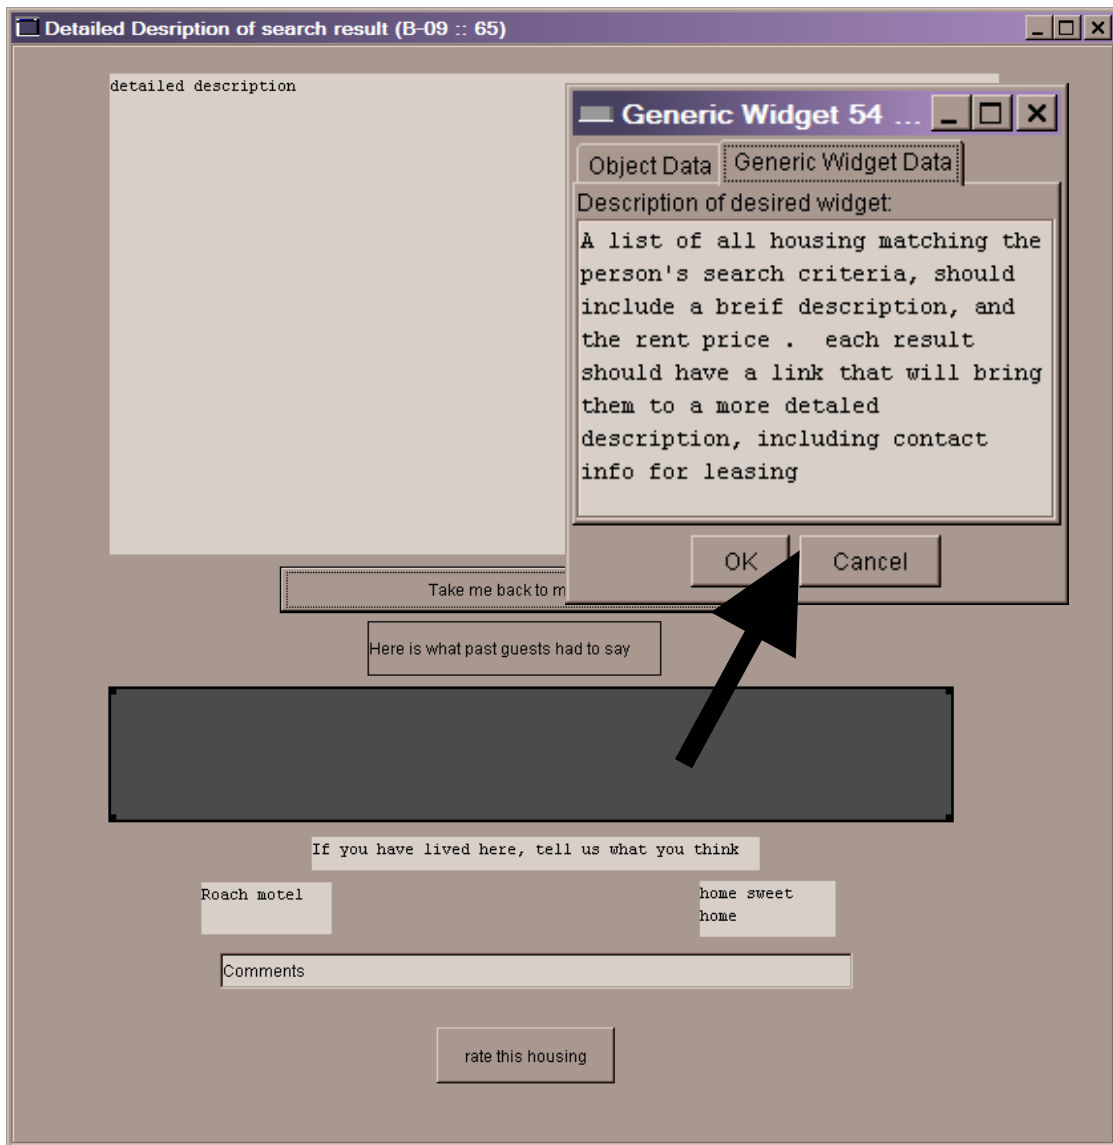 Detailed Desription of search result (B-09 :: 65)
detailed description
Generic Widget 54 ...
Object Data
Generic Widget Data
Description of desired widget:
A list of all housing matching the
person's search criteria, should
include a breif description, and
the rent price .  each result
should have a link that will bring
them to a more detaled
description, including contact
info for leasing
OK
Cancel
Take me back to m
Here is what past guests had to say
If you have lived here, tell us what you think
Roach motel
home sweet
home
Comments
rate this housing